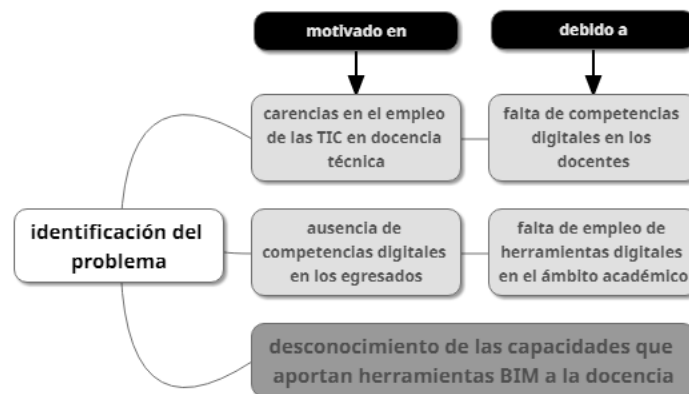 motivado en
debido a
carencias en el empleo
de las TIC en docencia
técnica
falta de competencias
digitales en los
docentes
identificación del
problema
ausencia de
competencias digitales
en los egresados
falta de empleo de
herramientas digitales
en el ámbito académico
desconocimiento de las capacidades que
aportan herramientas BIM a la docencia